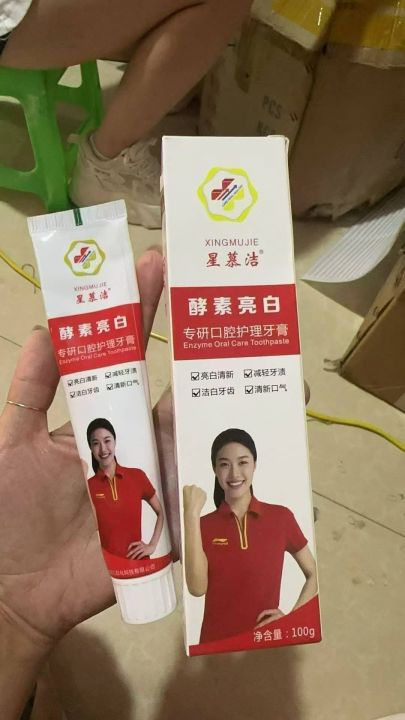 XINGMUJIE
星慕洁®
酵素亮白
专研口腔护理牙膏
Enzyme Oral Care Toothpaste
☑亮白清新 ☑减轻牙渍
☑洁白牙齿 ☑清新口气
XINGMUJIE
星慕洁®
酵素亮白
专研口腔护理牙膏
Enzyme Oral Care Toothpaste
☑亮白清新 ☑减轻牙渍
☑洁白牙齿 ☑清新口气
净含量：100g
PCS